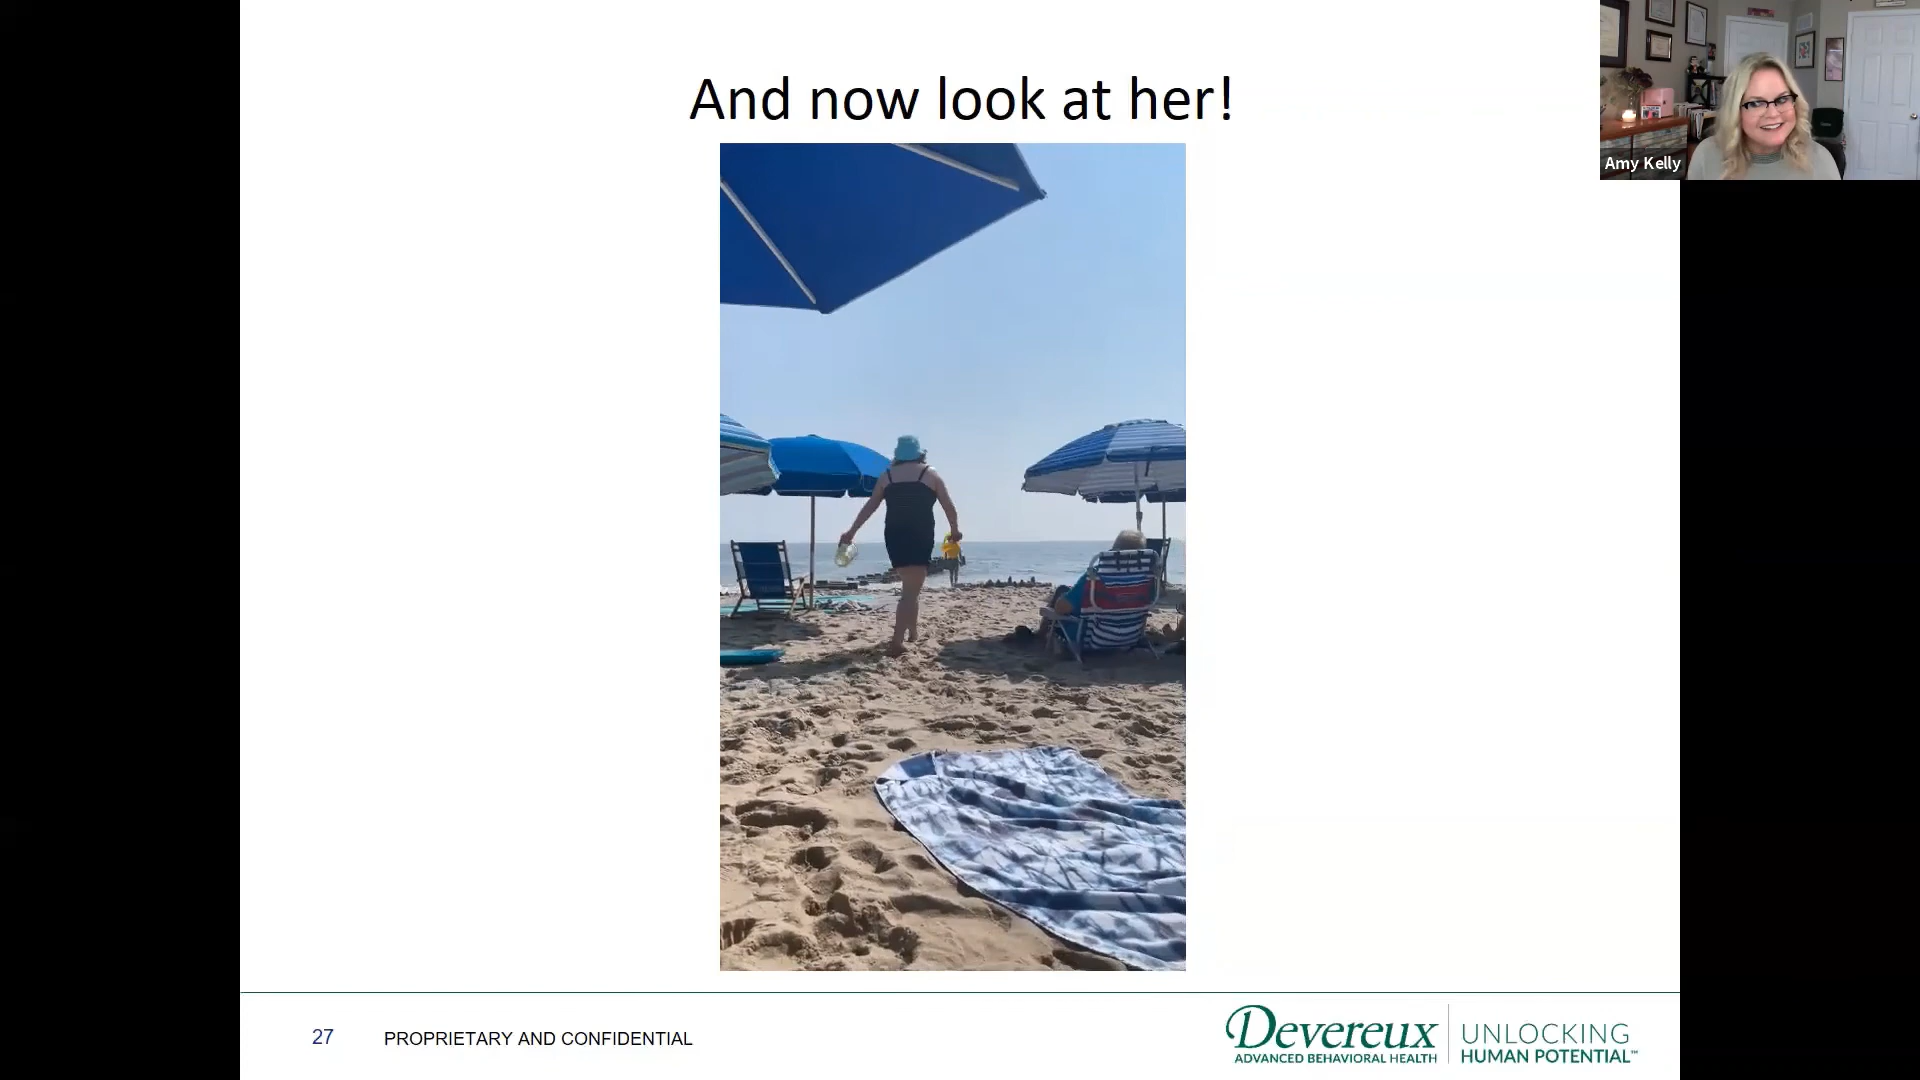 And now look at her!
Amy Kelly
27
PROPRIETARY AND CONFIDENTIAL
Devereux
ADVANCED BEHAVIORAL HEALTH
UNLOCKING
HUMAN POTENTIAL™